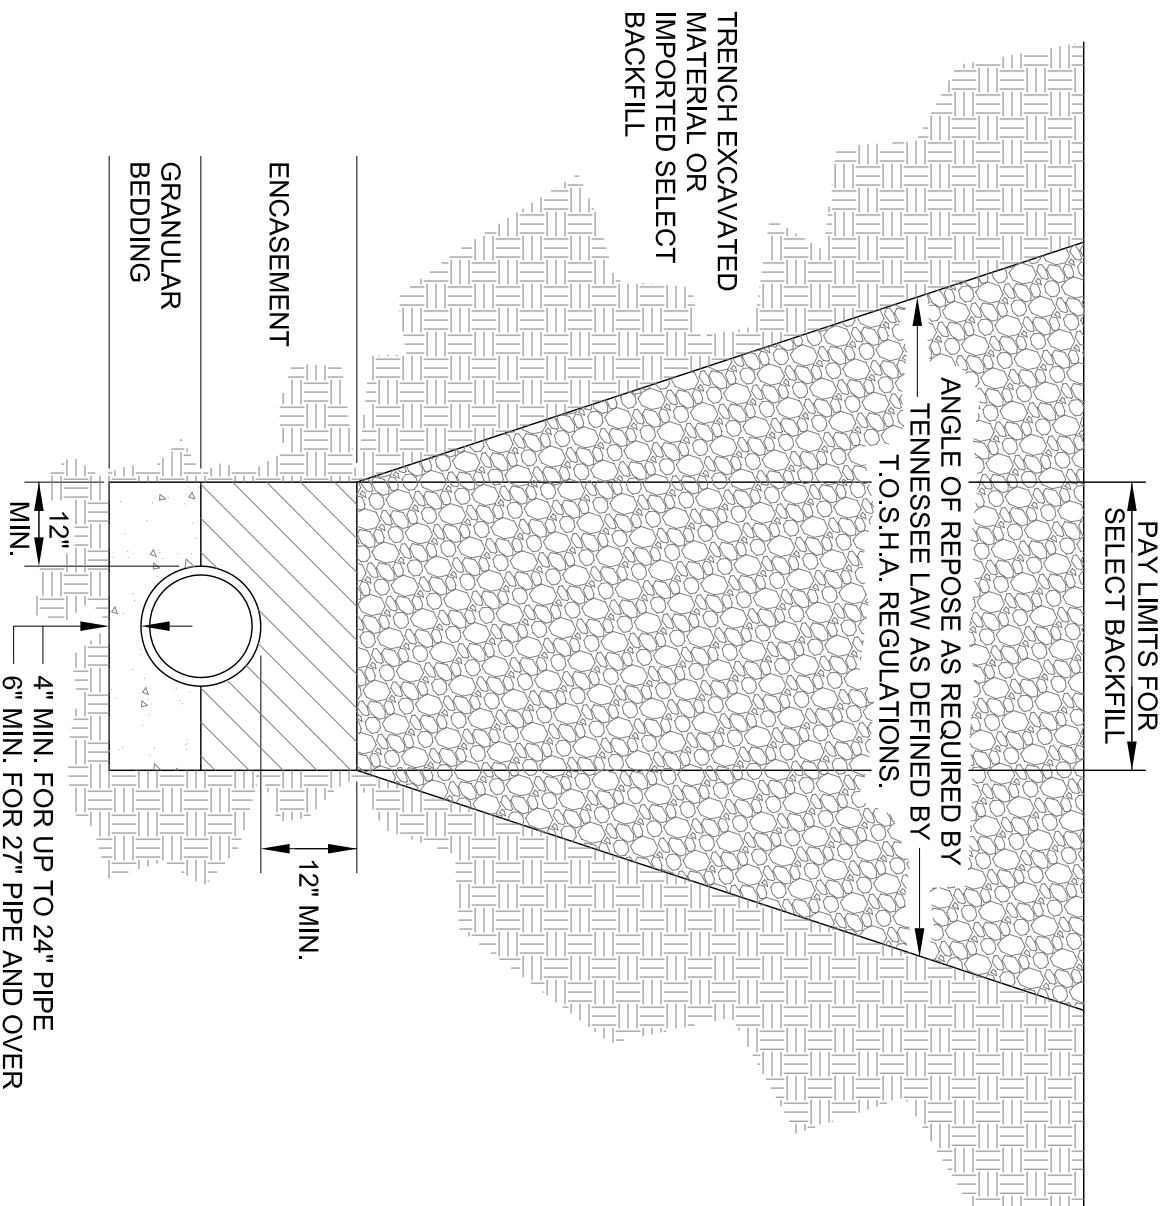 PAY LIMITS FOR
SELECT BACKFILL
ANGLE OF REPOSE AS REQUIRED BY
TENNESSEE LAW AS DEFINED BY
T.O.S.H.A. REGULATIONS.
TRENCH EXCAVATED
MATERIAL OR
IMPORTED SELECT
BACKFILL
ENCASEMENT
12" MIN.
GRANULAR
BEDDING
12"
MIN.
4" MIN. FOR UP TO 24" PIPE
6" MIN. FOR 27" PIPE AND OVER